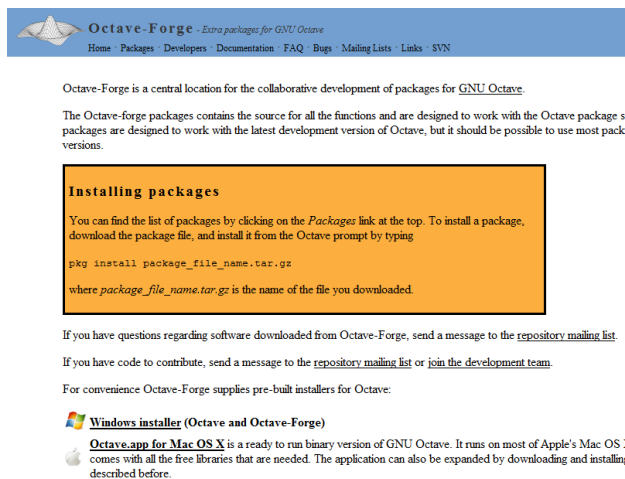 Octave-Forge - Extra packages for GNU Octave
Home · Packages · Developers · Documentation · FAQ · Bugs · Mailing Lists · Links · SVN
Octave-Forge is a central location for the collaborative development of packages for GNU Octave.
The Octave-forge packages contains the source for all the functions and are designed to work with the Octave package s
packages are designed to work with the latest development version of Octave, but it should be possible to use most pack
versions.
Installing packages
You can find the list of packages by clicking on the Packages link at the top. To install a package,
download the package file, and install it from the Octave prompt by typing
pkg install package_file_name.tar.gz
where package_file_name.tar.gz is the name of the file you downloaded.
If you have questions regarding software downloaded from Octave-Forge, send a message to the repository mailing list.
If you have code to contribute, send a message to the repository mailing list or join the development team.
For convenience Octave-Forge supplies pre-built installers for Octave:
Windows installer (Octave and Octave-Forge)
Octave.app for Mac OS X is a ready to run binary version of GNU Octave. It runs on most of Apple's Mac OS X
comes with all the free libraries that are needed. The application can also be expanded by downloading and installing
described before.